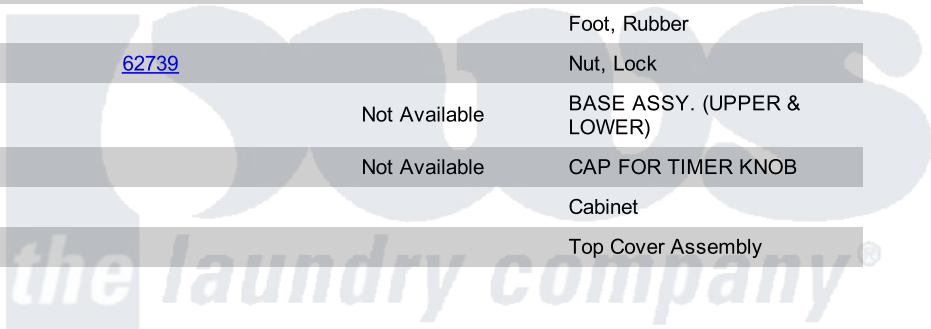 Foot, Rubber
62739 Nut, Lock
Not Available BASE ASSY. (UPPER &
LOWER)
Not Available CAP FOR TIMER KNOB
Cabinet
Top Cover Assembly
pws
the laundry company®